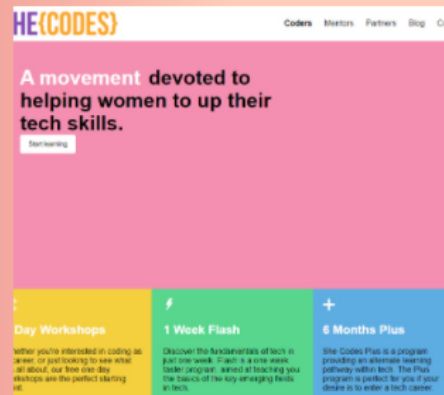 HE{CODES}
Coders Mentors Partners Blog
A movement devoted to
helping women to up their
tech skills.
Start learning
Day Workshops
1 Week Flash
6 Months Plus
whether you're interested in coding as
career, or just looking to see what
all about, our free one day
workshops are the perfect starting
Discover the fundamentals of tech in
just one week. Flash is a one week
taster program, aimed at teaching you
the basics of the key emerging fields
in tech.
She Codes Plus is a program
providing an alternate learning
pathway within tech. The Plus
program is perfect for you if your
desire is to enter a tech career